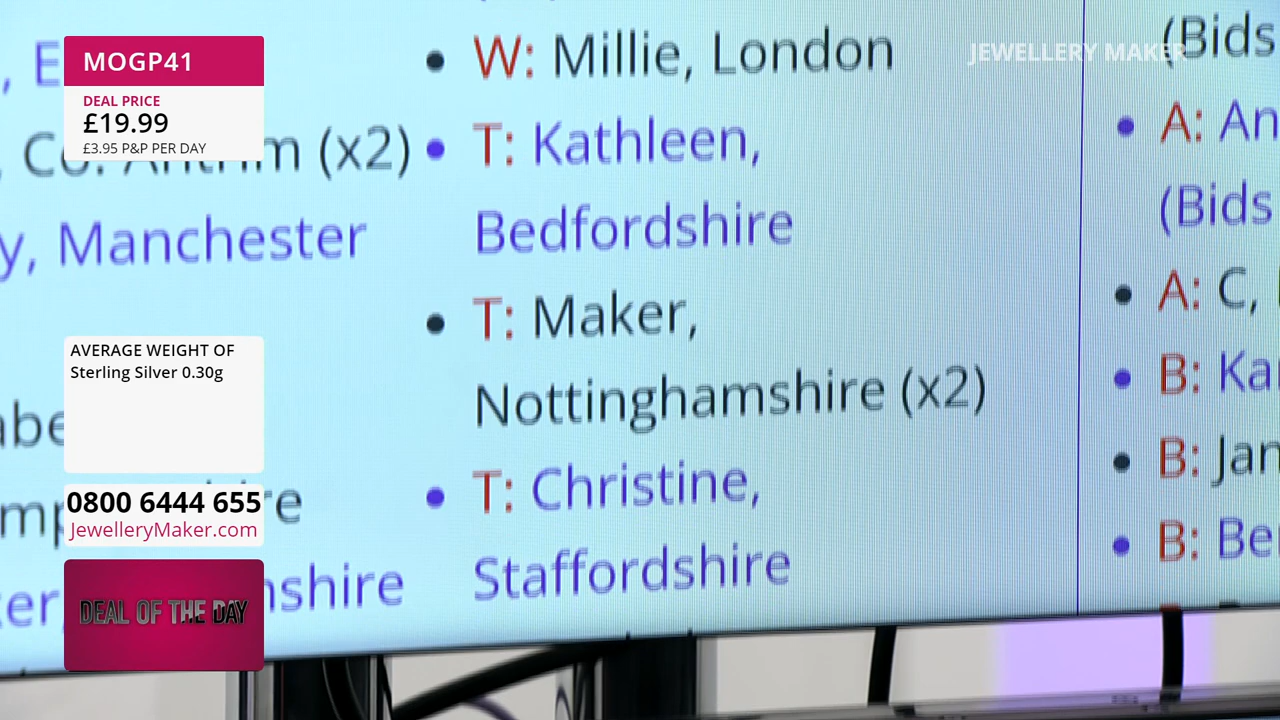 MOGP41
DEAL PRICE
£19.99
£3.95 P&P PER DAY
AVERAGE WEIGHT OF
Sterling Silver 0.30g
0800 6444 655
JewelleryMaker.com
DEAL OF THE DAY
JEWELLERY MAKER
Co. Antrim (x2)
y, Manchester
W: Millie, London
T: Kathleen,
Bedfordshire
T: Maker,
Nottinghamshire (x2)
T: Christine,
Staffordshire
(Bids
A: An
(Bids
A: C,
B: Ka
B: Jan
B: Be